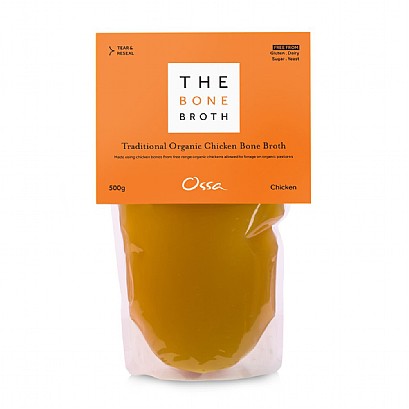 TEAR &
RESEAL
FREE FROM
Gluten . Dairy
Sugar . Yeast
THE
BONE
BROTH
Traditional Organic Chicken Bone Broth
Made using chicken bones from free range organic chickens allowed to forage on organic pastures
500g
Ossa
Chicken